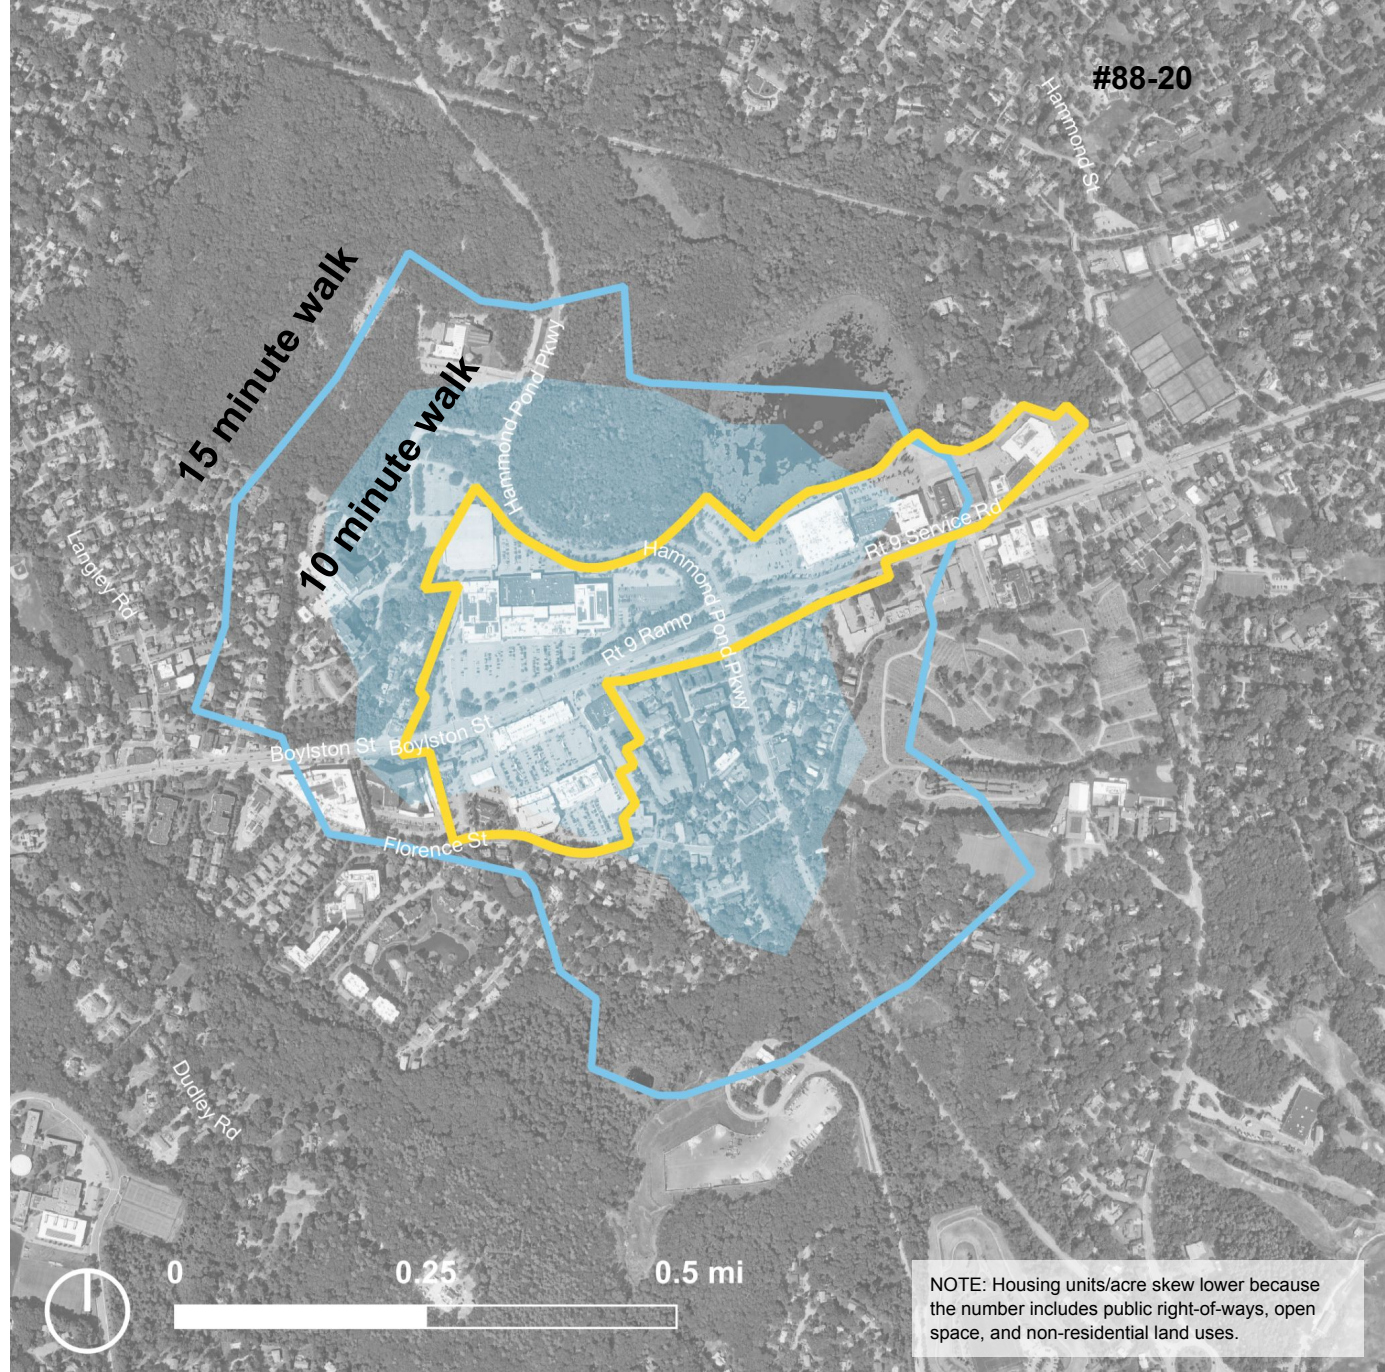 #88-20
Hammond St
15 minute walk
10 minute walk
Hammond Pond Pkwy
Langley Rd
Rt 9 Service Rd
Hammond Pond Pkwy
Rt 9 Ramp
Boylston St
Boylston St
Florence St
Dudley Rd
0 0.25 0.5 mi
NOTE: Housing units/acre skew lower because
the number includes public right-of-ways, open
space, and non-residential land uses.